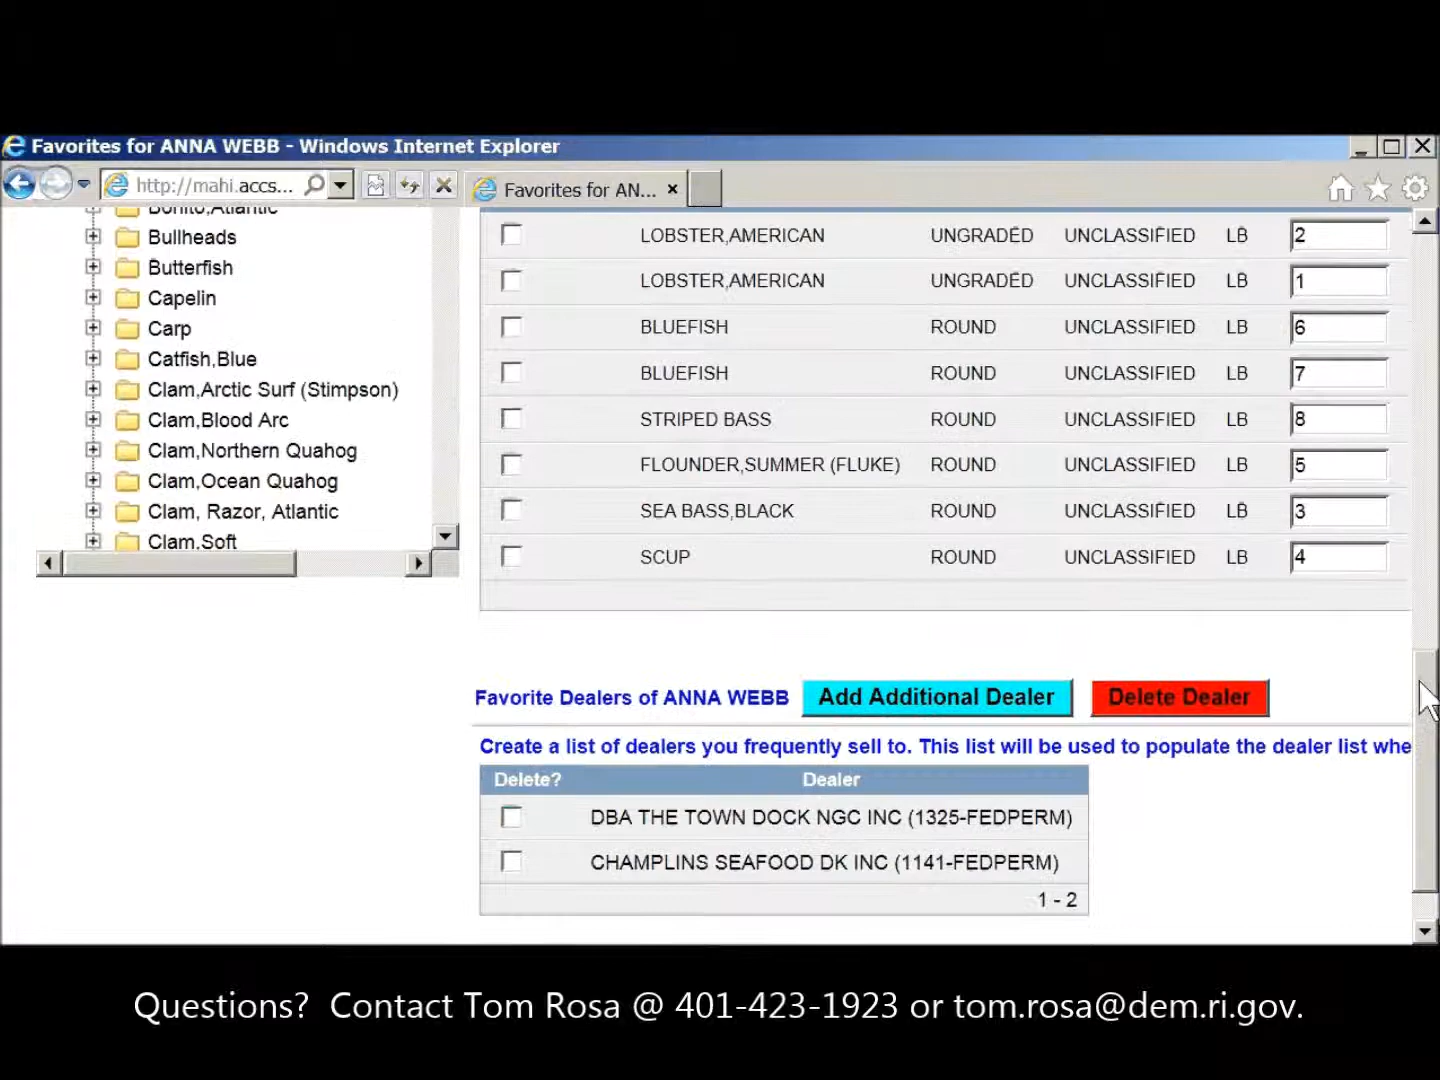 Favorites for ANNA WEBB - Windows Internet Explorer
http://mahi.accs...
Favorites for AN...
Bonito,Atlantic
Bullheads
Butterfish
Capelin
Carp
Catfish,Blue
Clam,Arctic Surf (Stimpson)
Clam,Blood Arc
Clam,Northern Quahog
Clam,Ocean Quahog
Clam, Razor, Atlantic
Clam,Soft
LOBSTER,AMERICAN UNGRADED UNCLASSIFIED LB 2
LOBSTER,AMERICAN UNGRADED UNCLASSIFIED LB 1
BLUEFISH ROUND UNCLASSIFIED LB 6
BLUEFISH ROUND UNCLASSIFIED LB 7
STRIPED BASS ROUND UNCLASSIFIED LB 8
FLOUNDER,SUMMER (FLUKE) ROUND UNCLASSIFIED LB 5
SEA BASS,BLACK ROUND UNCLASSIFIED LB 3
SCUP ROUND UNCLASSIFIED LB 4
Favorite Dealers of ANNA WEBB Add Additional Dealer Delete Dealer
Create a list of dealers you frequently sell to. This list will be used to populate the dealer list whe
Delete? Dealer
DBA THE TOWN DOCK NGC INC (1325-FEDPERM)
CHAMPLINS SEAFOOD DK INC (1141-FEDPERM)
1 - 2
Questions? Contact Tom Rosa @ 401-423-1923 or tom.rosa@dem.ri.gov.